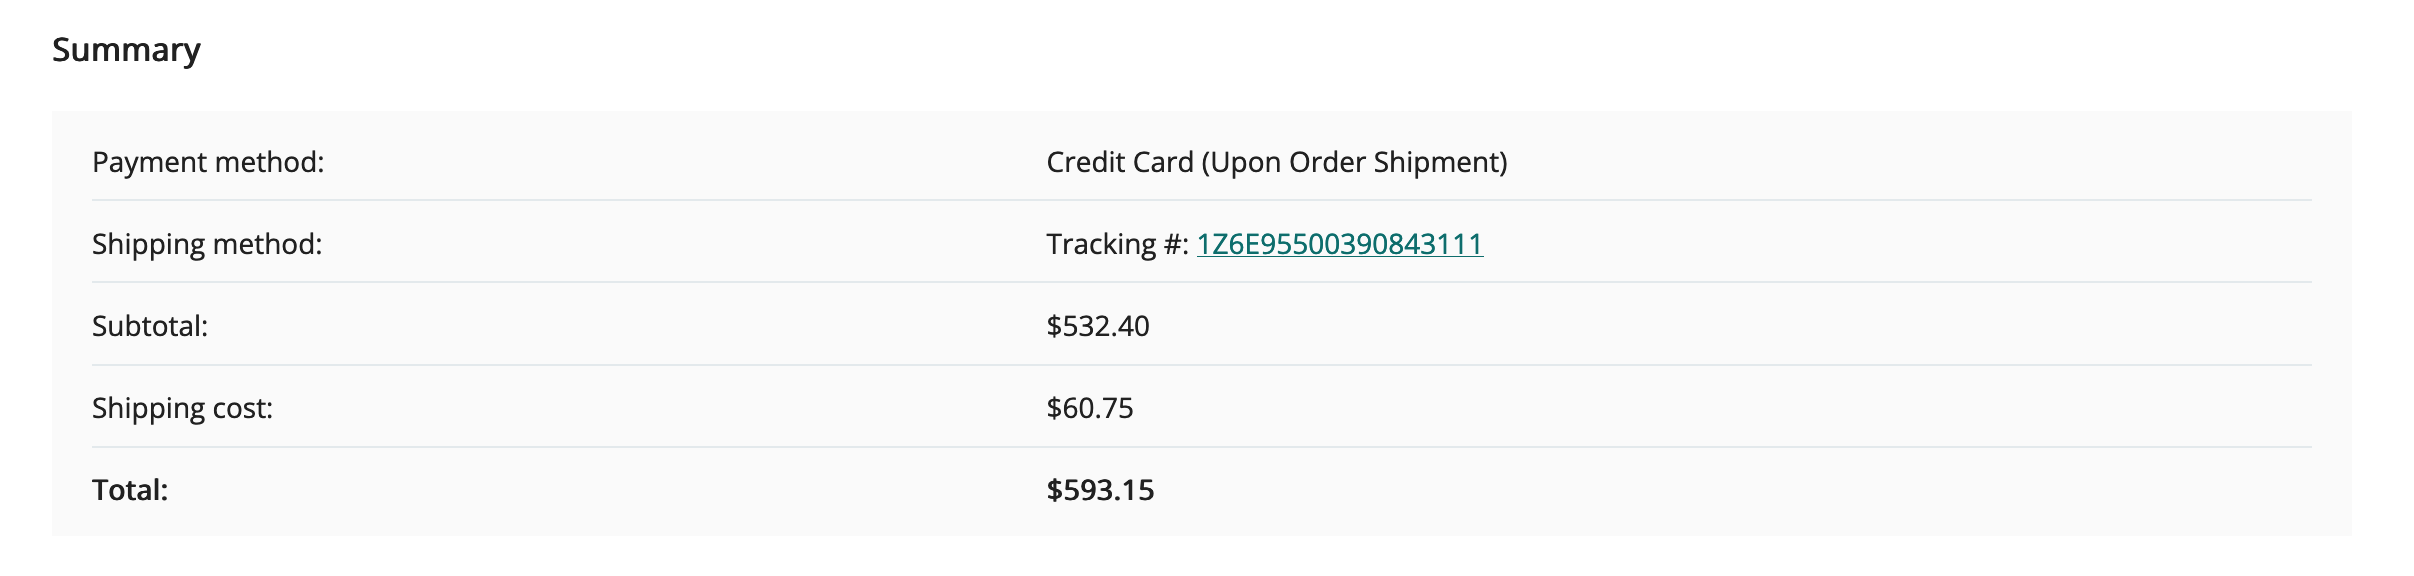 Summary
Payment method: Credit Card (Upon Order Shipment)
Shipping method: Tracking #: 1Z6E95500390843111
Subtotal: $532.40
Shipping cost: $60.75
Total: $593.15